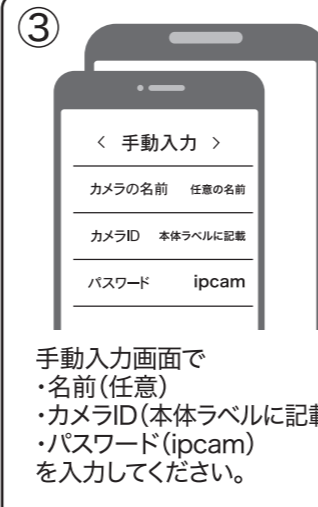 ③
< 手動入力 >
カメラの名前 任意の名前
カメラID 本体ラベルに記載
パスワード ipcam
手動入力画面で
・名前(任意)
・カメラID(本体ラベルに記載
・パスワード(ipcam)
を入力してください。